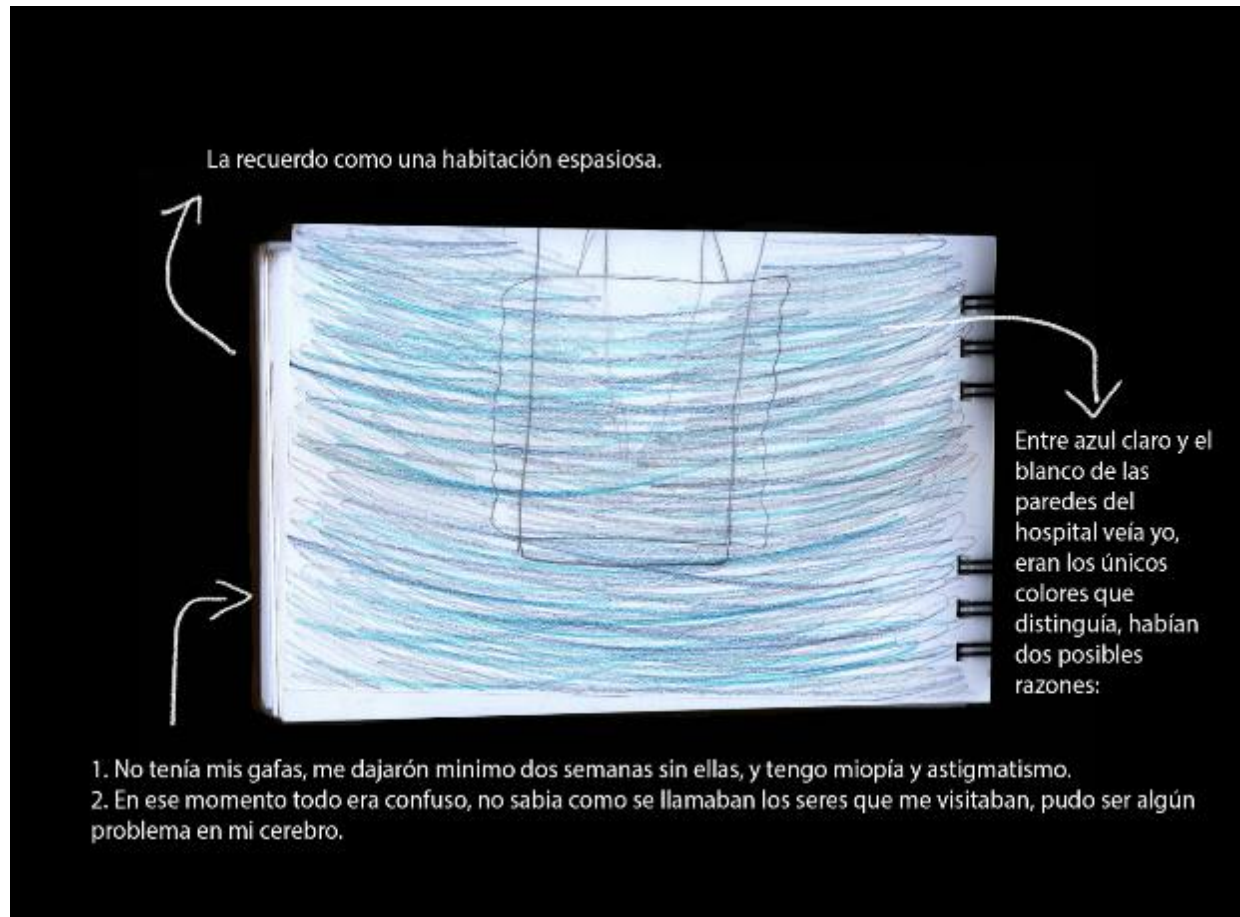 La recuerdo como una habitación espasiosa.
Entre azul claro y el
blanco de las
paredes del
hospital veía yo,
eran los únicos
colores que
distinguía, habían
dos posibles
razones:
1. No tenía mis gafas, me dajarón minimo dos semanas sin ellas, y tengo miopía y astigmatismo.
2. En ese momento todo era confuso, no sabia como se llamaban los seres que me visitaban, pudo ser algún
problema en mi cerebro.